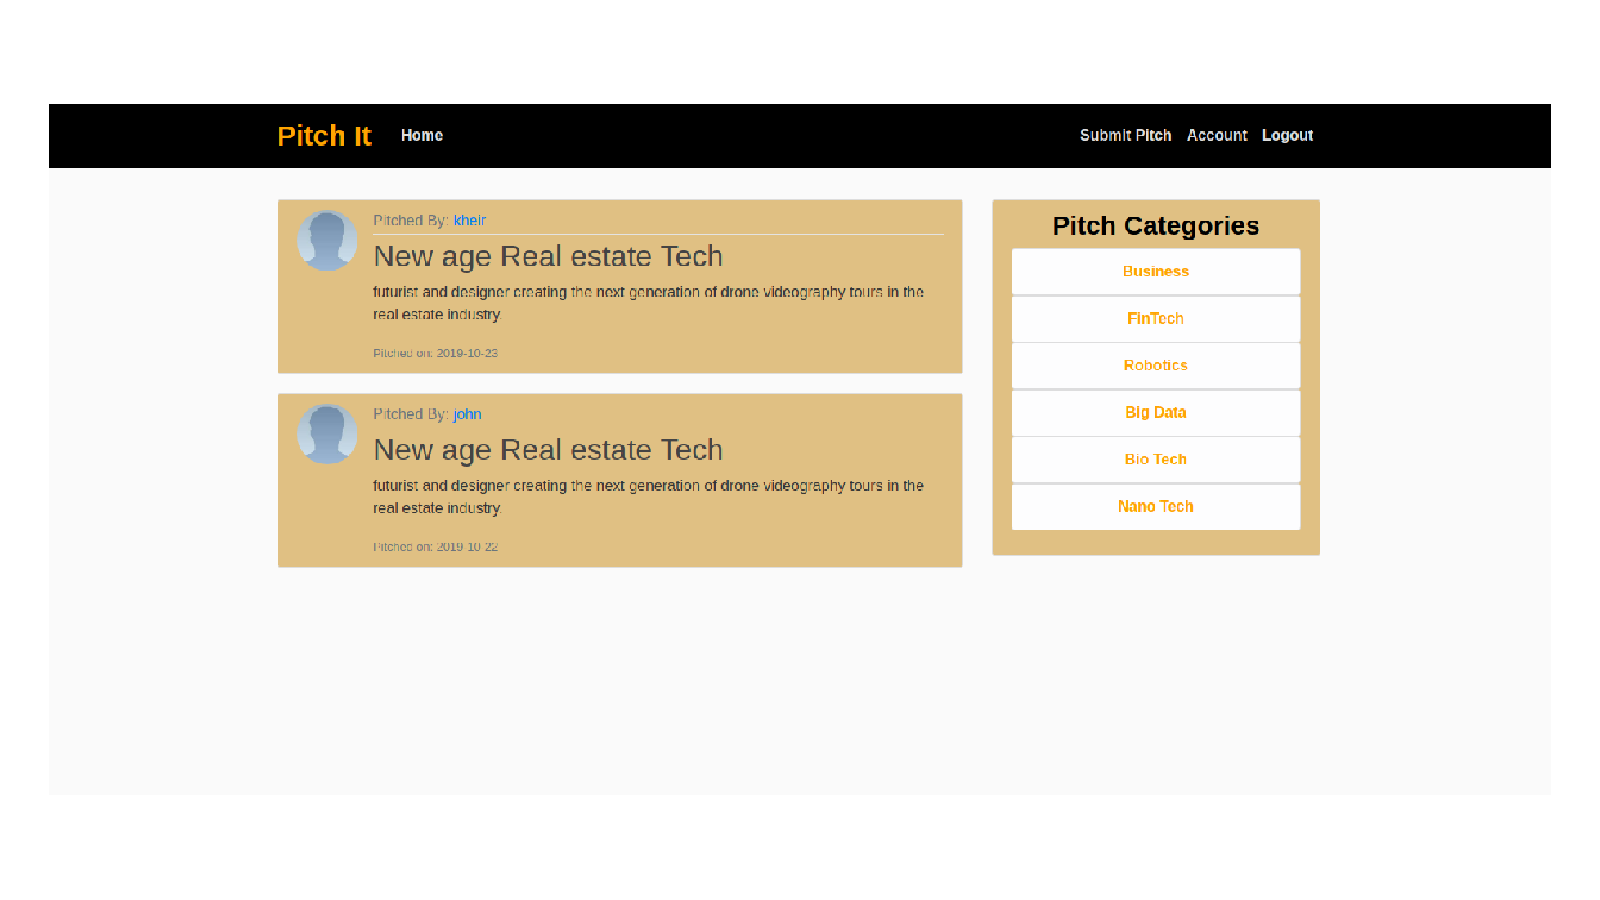 Pitch It Home Submit Pitch Account Logout
Pitched By: kheir
New age Real estate Tech
futurist and designer creating the next generation of drone videography tours in the
real estate industry.
Pitched on: 2019-10-23
Pitched By: john
New age Real estate Tech
futurist and designer creating the next generation of drone videography tours in the
real estate industry.
Pitched on: 2019-10-22
Pitch Categories
Business
FinTech
Robotics
Big Data
Bio Tech
Nano Tech